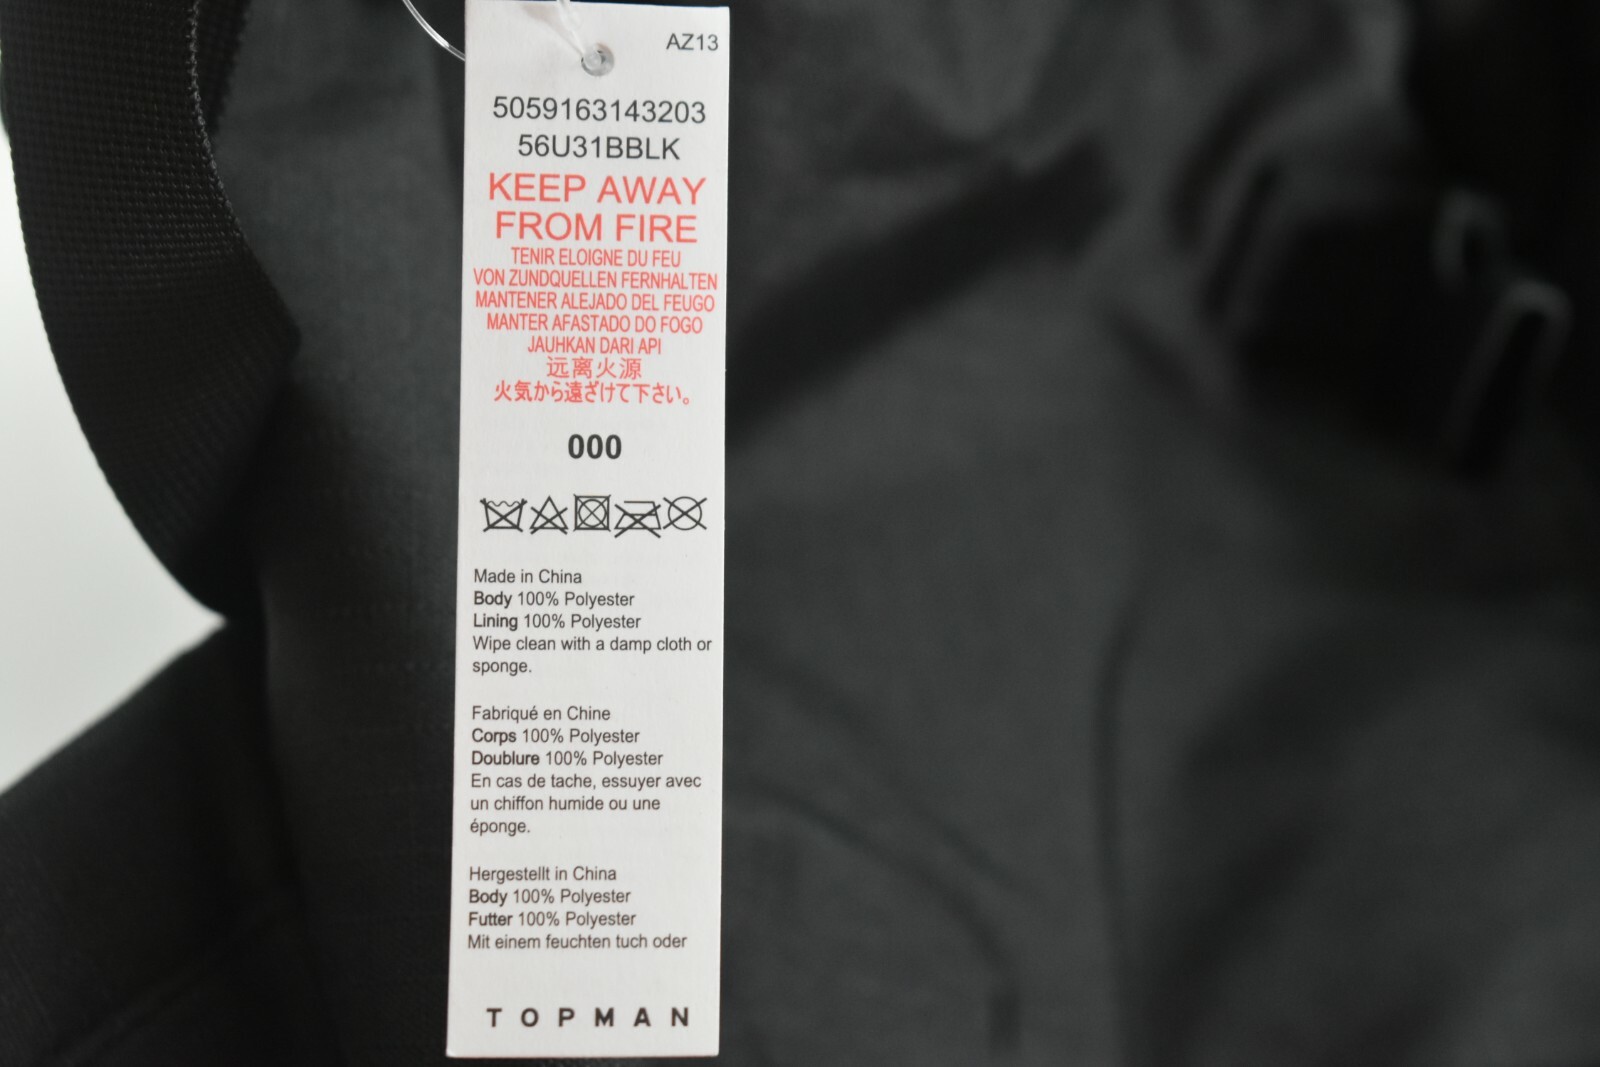 AZ13
5059163143203
56U31BBLK
KEEP AWAY
FROM FIRE
TENIR ELOIGNE DU FEU
VON ZUNDQUELLEN FERNHALTEN
MANTENER ALEJADO DEL FEUGO
MANTER AFASTADO DO FOGO
JAUHKAN DARI API
远离火源
火気から遠ざけて下さい。
000
Made in China
Body 100% Polyester
Lining 100% Polyester
Wipe clean with a damp cloth or
sponge.
Fabriqué en Chine
Corps 100% Polyester
Doublure 100% Polyester
En cas de tache, essuyer avec
un chiffon humide ou une
éponge.
Hergestellt in China
Body 100% Polyester
Futter 100% Polyester
Mit einem feuchten tuch oder
TOPMAN